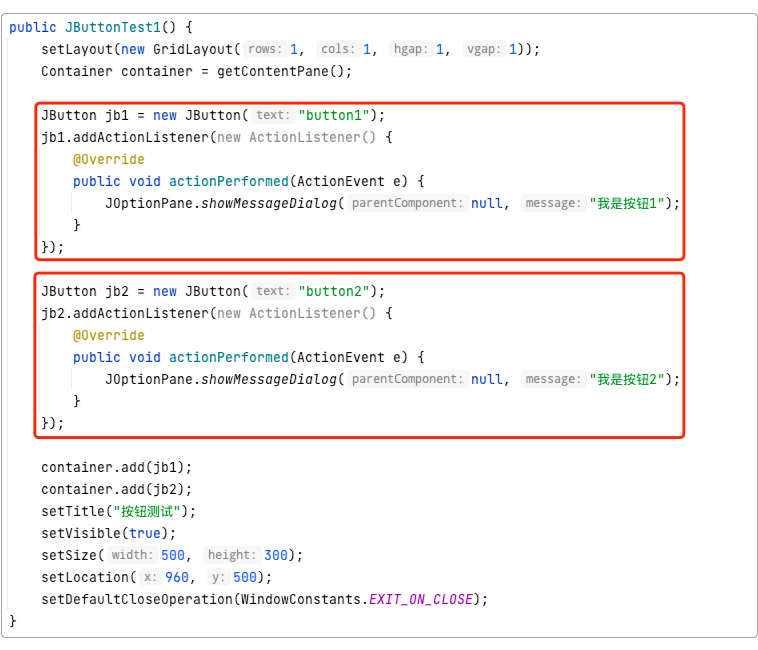 public JButtonTest1() {
setLayout(new GridLayout( rows: 1, cols: 1, hgap: 1, vgap: 1));
Container container = getContentPane();
JButton jb1 = new JButton( text: "button1");
jb1.addActionListener(new ActionListener() {
@Override
public void actionPerformed(ActionEvent e) {
JOptionPane.showMessageDialog( parentComponent: null, message: "我是按钮1");
}
});
JButton jb2 = new JButton( text: "button2");
jb2.addActionListener(new ActionListener() {
@Override
public void actionPerformed(ActionEvent e) {
JOptionPane.showMessageDialog( parentComponent: null, message: "我是按钮2");
}
});
container.add(jb1);
container.add(jb2);
setTitle("按钮测试");
setVisible(true);
setSize( width: 500, height: 300);
setLocation( x: 960, y: 500);
setDefaultCloseOperation(WindowConstants.EXIT_ON_CLOSE);
}